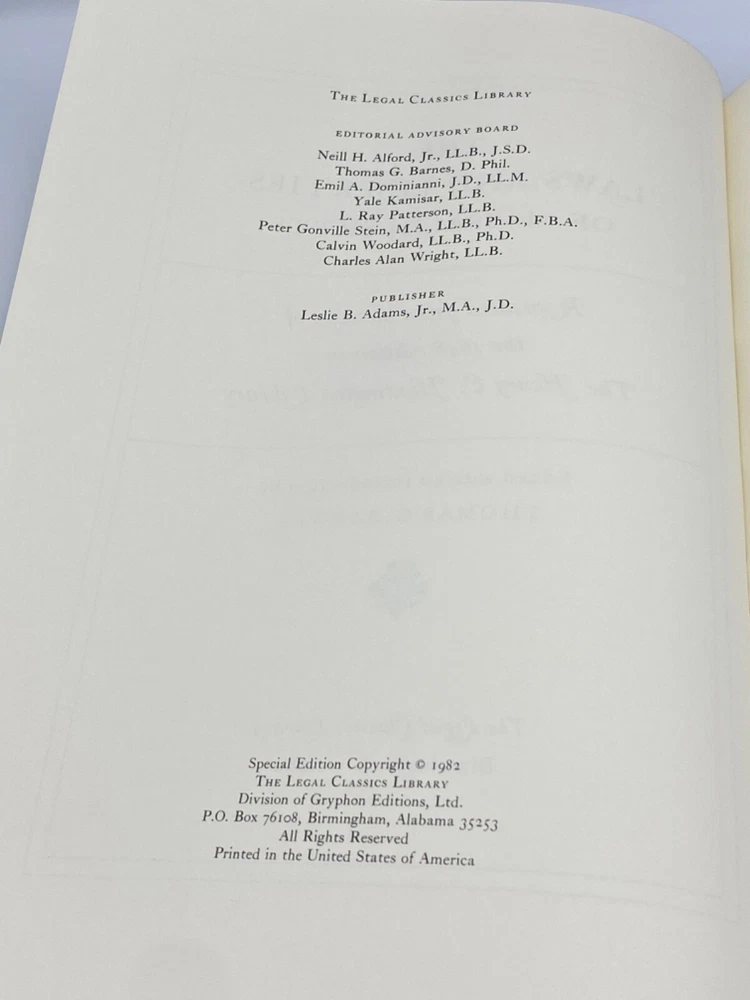 The Legal Classics Library
EDITORIAL ADVISORY BOARD
Neill H. Alford, Jr., LL.B., J.S.D.
Thomas G. Barnes, D. Phil.
Emil A. Dominianni, J.D., LL.M.
Yale Kamisar, LL.B.
L. Ray Patterson, LL.B.
Peter Gonville Stein, M.A., LL.B., Ph.D., F.B.A.
Calvin Woodard, LL.B., Ph.D.
Charles Alan Wright, LL.B.
PUBLISHER
Leslie B. Adams, Jr., M.A., J.D.
Special Edition Copyright © 1982
The Legal Classics Library
Division of Gryphon Editions, Ltd.
P.O. Box 76108, Birmingham, Alabama 35253
All Rights Reserved
Printed in the United States of America